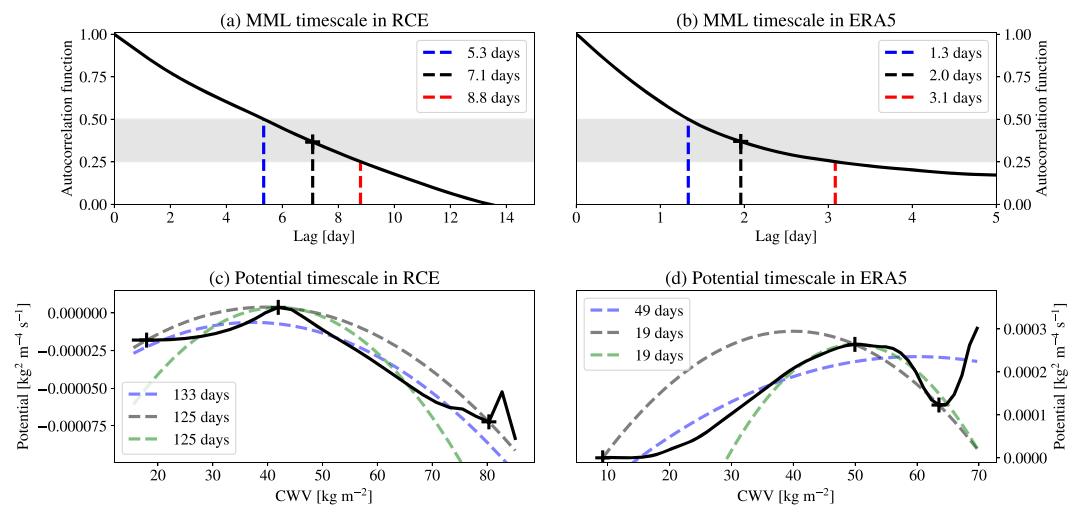 (a) MML timescale in RCE
Autocorrelation function
1.00
0.75
0.50
0.25
0.00
0
2
4
6
8
10
12
14
Lag [day]
5.3 days
7.1 days
8.8 days
(b) MML timescale in ERA5
1.3 days
2.0 days
3.1 days
0
1
2
3
4
5
Lag [day]
1.00
0.75
0.50
0.25
0.00
Autocorrelation function
(c) Potential timescale in RCE
Potential [kg² m⁻⁴ s⁻¹]
0.000000
−0.000025
−0.000050
−0.000075
133 days
125 days
125 days
20
30
40
50
60
70
80
CWV [kg m⁻²]
(d) Potential timescale in ERA5
49 days
19 days
19 days
10
20
30
40
50
60
70
CWV [kg m⁻²]
0.0003
0.0002
0.0001
0.0000
Potential [kg² m⁻⁴ s⁻¹]